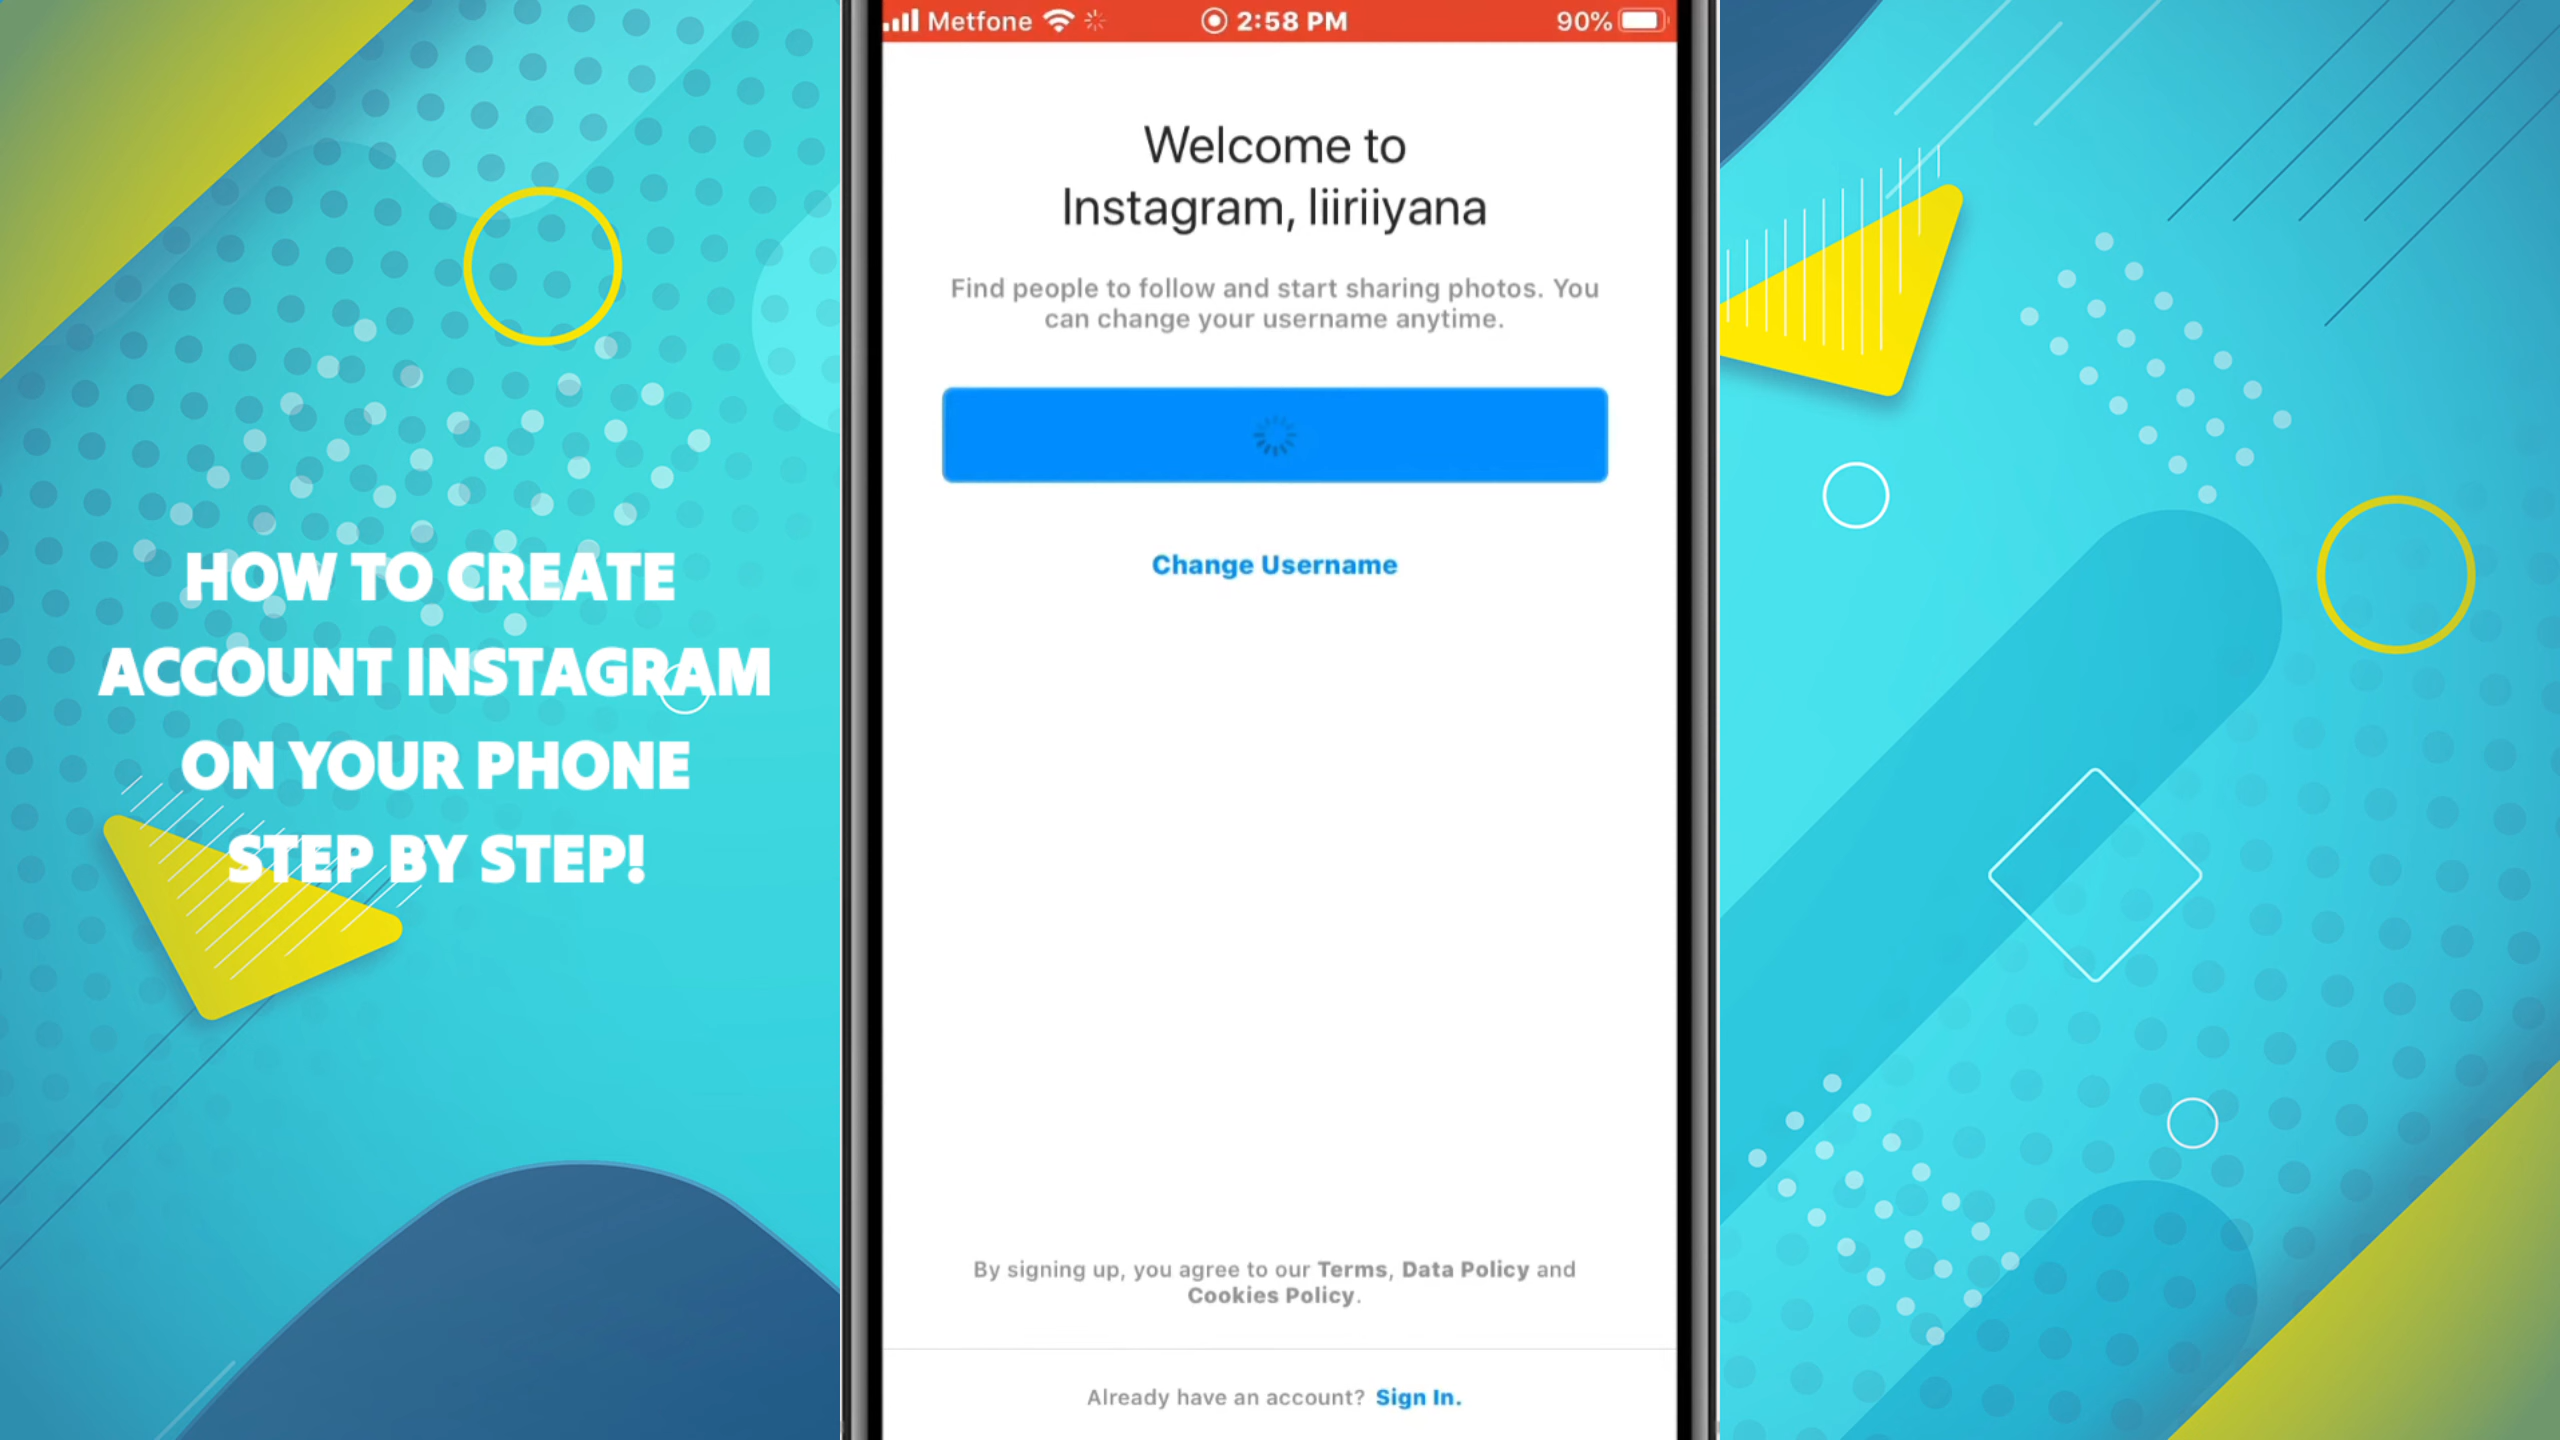 Metfone 2:58 PM 90%
Welcome to
Instagram, liiriiyana
Find people to follow and start sharing photos. You
can change your username anytime.
Change Username
HOW TO CREATE
ACCOUNT INSTAGRAM
ON YOUR PHONE
STEP BY STEP!
By signing up, you agree to our Terms, Data Policy and
Cookies Policy.
Already have an account? Sign In.